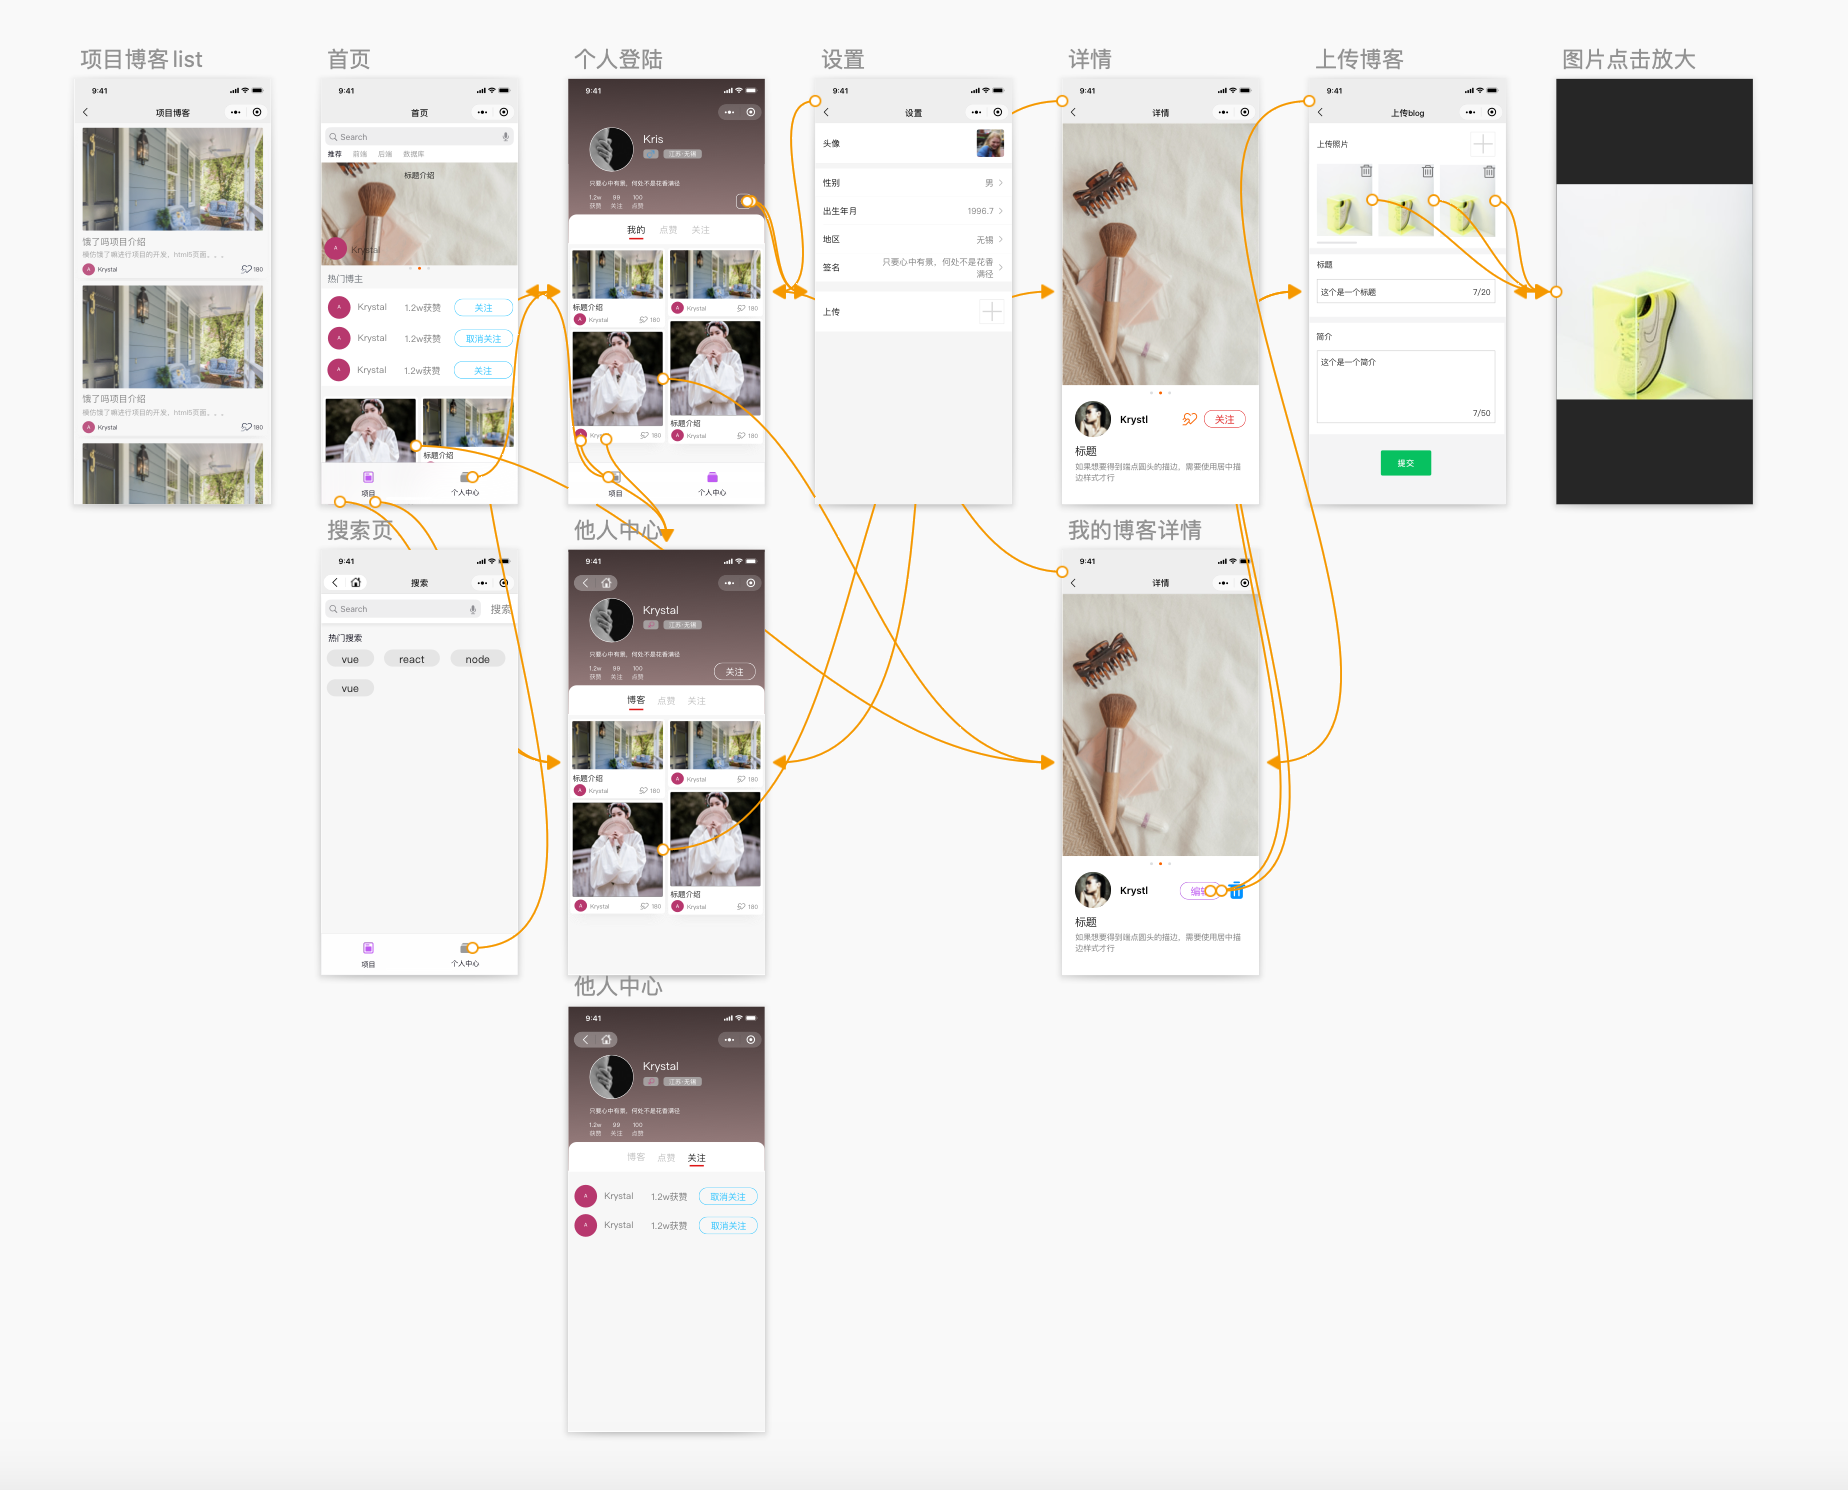 项目博客 list
9:41
项目博客
饿了吗项目介绍
模仿饿了嘛进行项目的开发，html5页面。。。
A Krystal 180
饿了吗项目介绍
模仿饿了嘛进行项目的开发，html5页面。。。
A Krystal 180
首页
9:41
首页
Search
推荐 前端 后端 数据库
标题介绍
A Krystal
热门博主
A Krystal 1.2w获赞 关注
A Krystal 1.2w获赞 取消关注
A Krystal 1.2w获赞 关注
标题介绍
项目 个人中心
个人登陆
9:41
Kris
江苏·无锡
只要心中有景，何处不是花香满径
1.2w 99 100
获赞 关注 点赞
我的 点赞 关注
标题介绍
A Krystal 180
A Krystal 180
Krystal 180
标题介绍
A Krystal 180
项目 个人中心
设置
9:41
设置
头像
性别 男
出生年月 1996.7
地区 无锡
签名 只要心中有景，何处不是花香
满径
上传
详情
9:41
详情
Krystl 关注
标题
如果想要得到端点圆头的描边，需要使用居中描
边样式才行
上传博客
9:41
上传blog
上传照片
标题
这个是一个标题 7/20
简介
这个是一个简介
7/50
提交
图片点击放大
搜索页
9:41
搜索
Search 搜索
热门搜索
vue react node
vue
项目 个人中心
他人中心
9:41
Krystal
江苏·无锡
只要心中有景，何处不是花香满径
1.2w 99 100
获赞 关注 点赞
关注
博客 点赞 关注
标题介绍
A Krystal 180
A Krystal 180
A Krystal 180
标题介绍
A Krystal 180
我的博客详情
9:41
详情
Krystl 编辑
标题
如果想要得到端点圆头的描边，需要使用居中描
边样式才行
他人中心
9:41
Krystal
江苏·无锡
只要心中有景，何处不是花香满径
1.2w 99 100
获赞 关注 点赞
博客 点赞 关注
A Krystal 1.2w获赞 取消关注
A Krystal 1.2w获赞 取消关注